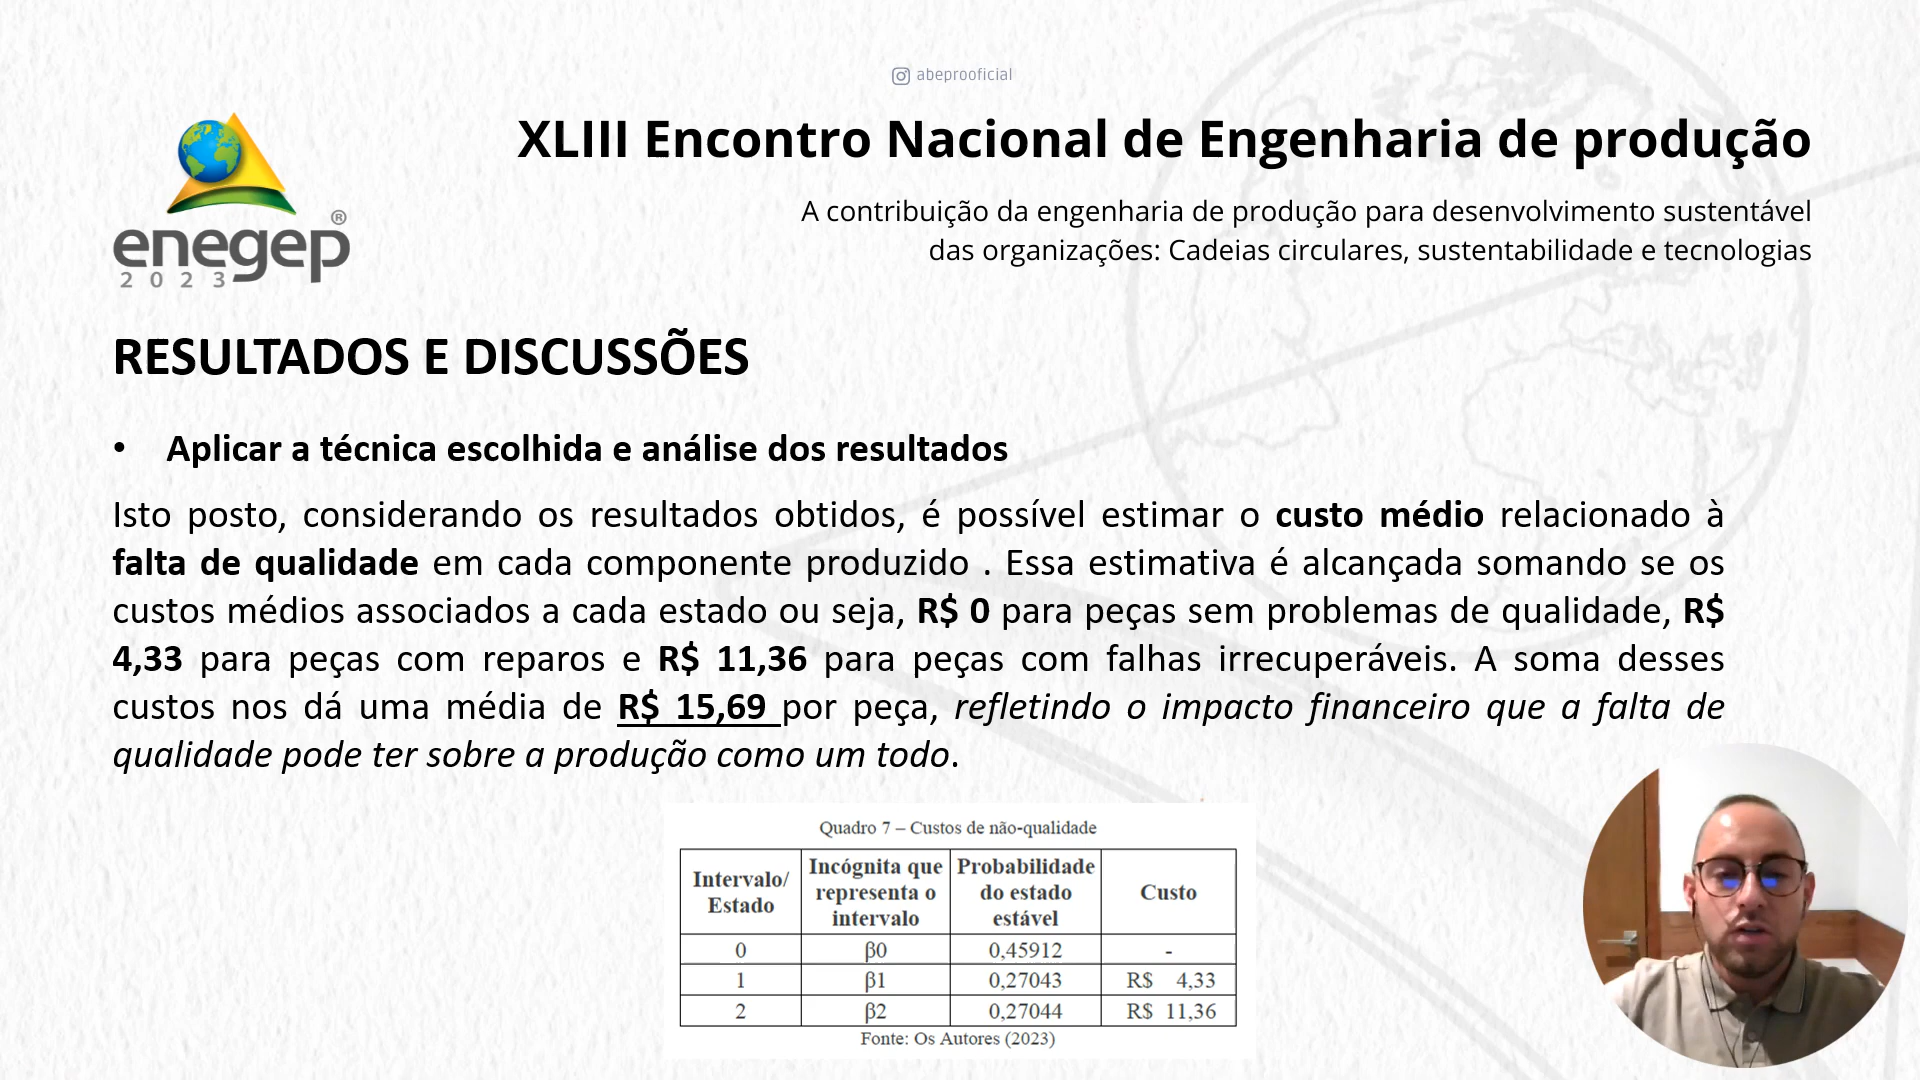 abeprooficial
XLIII Encontro Nacional de Engenharia de produção
A contribuição da engenharia de produção para desenvolvimento sustentável
das organizações: Cadeias circulares, sustentabilidade e tecnologias
enegep®
2023
RESULTADOS E DISCUSSÕES
• Aplicar a técnica escolhida e análise dos resultados
Isto posto, considerando os resultados obtidos, é possível estimar o custo médio relacionado à
falta de qualidade em cada componente produzido . Essa estimativa é alcançada somando se os
custos médios associados a cada estado ou seja, R$ 0 para peças sem problemas de qualidade, R$
4,33 para peças com reparos e R$ 11,36 para peças com falhas irrecuperáveis. A soma desses
custos nos dá uma média de R$ 15,69 por peça, refletindo o impacto financeiro que a falta de
qualidade pode ter sobre a produção como um todo.
Quadro 7 – Custos de não-qualidade
Intervalo/ Estado | Incógnita que representa o intervalo | Probabilidade do estado estável | Custo
0 | β0 | 0,45912 | -
1 | β1 | 0,27043 | R$ 4,33
2 | β2 | 0,27044 | R$ 11,36
Fonte: Os Autores (2023)